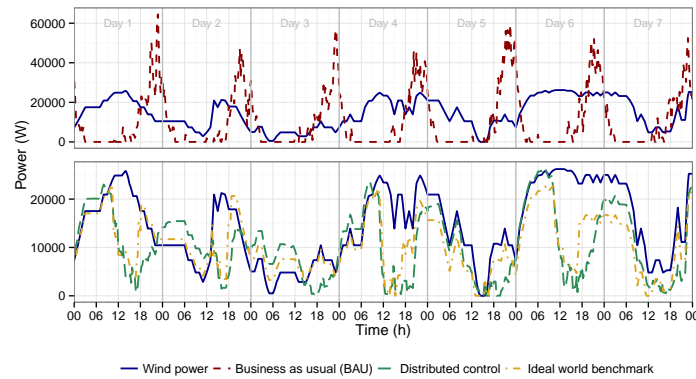 Day 1 Day 2 Day 3 Day 4 Day 5 Day 6 Day 7
60000
40000
20000
0
Power (W)
20000
10000
0
00 06 12 18 00 06 12 18 00 06 12 18 00 06 12 18 00 06 12 18 00 06 12 18 00 06 12 18 00
Time (h)
Wind power Business as usual (BAU) Distributed control Ideal world benchmark